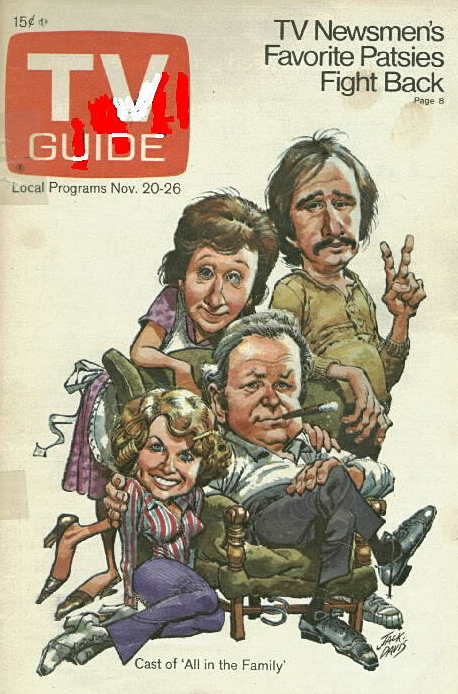 15¢
TV Newsmen's
Favorite Patsies
Fight Back
Page 8
TV
GUIDE
®
Local Programs Nov. 20-26
Cast of 'All in the Family'
JACK
DAVIS